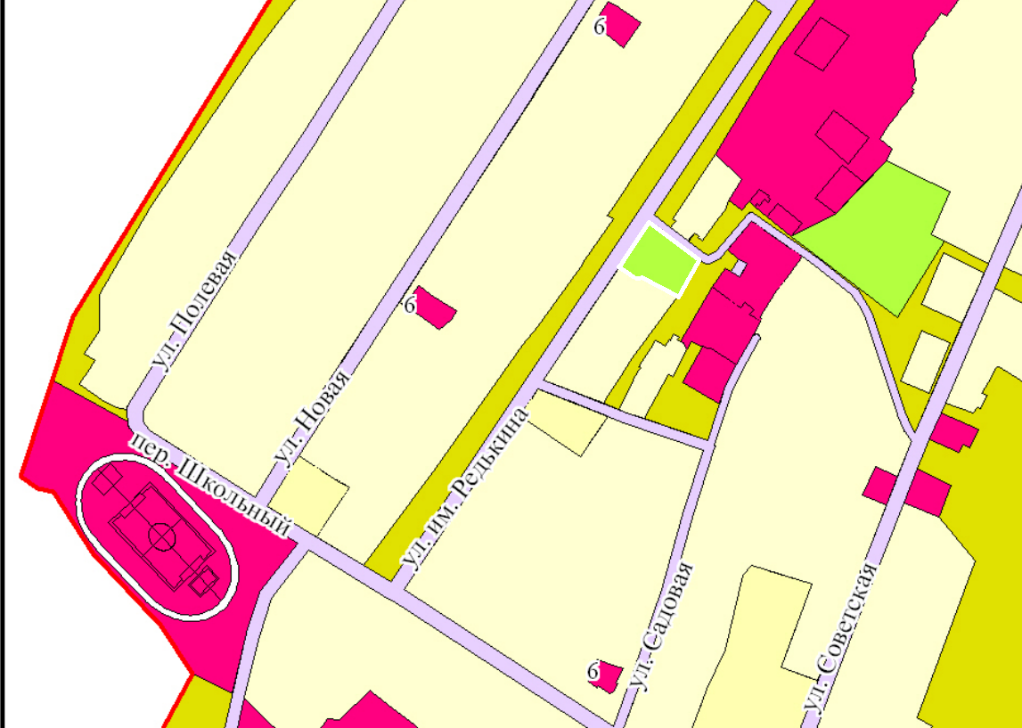 6
ул. Полевая
6
ул. Новая
пер. Школьный
ул. им. Редькина
ул. Садовая
6
ул. Советская